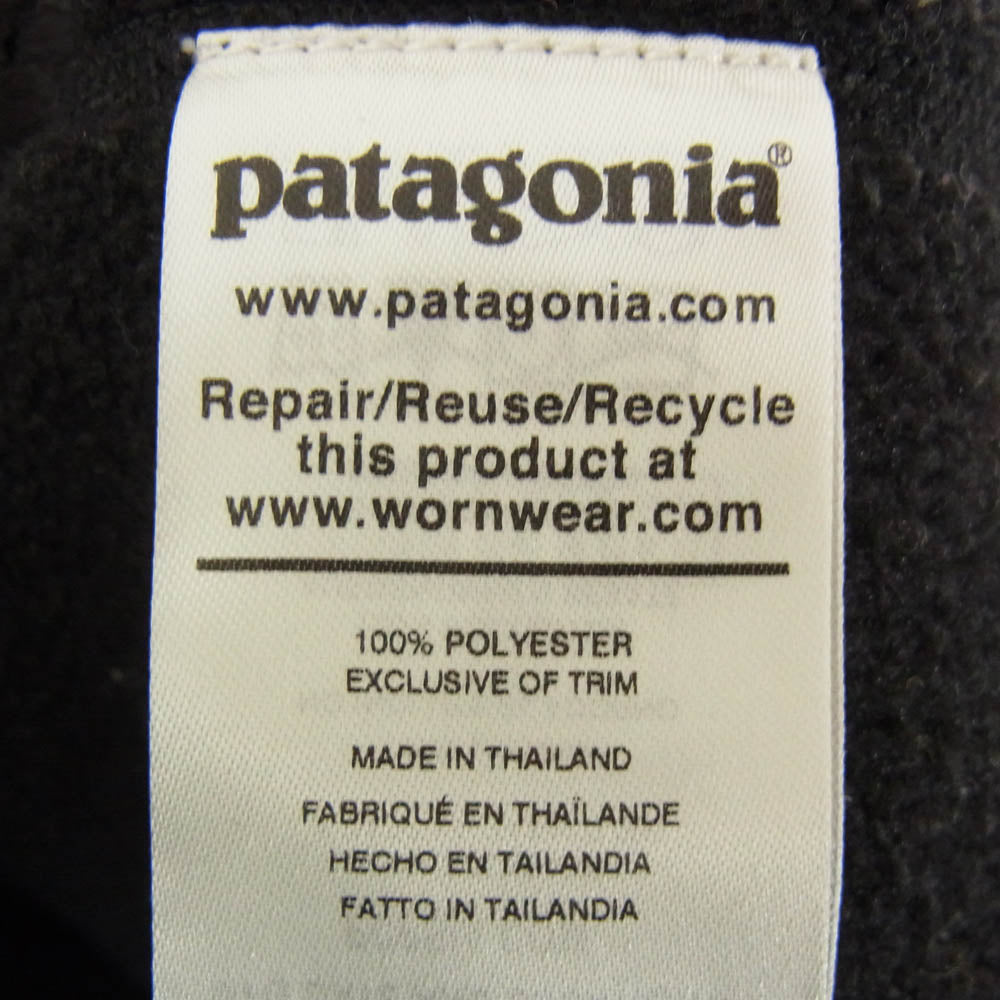 patagonia®
www.patagonia.com
Repair/Reuse/Recycle
this product at
www.wornwear.com
100% POLYESTER
EXCLUSIVE OF TRIM
MADE IN THAILAND
FABRIQUÉ EN THAÏLANDE
HECHO EN TAILANDIA
FATTO IN TAILANDIA